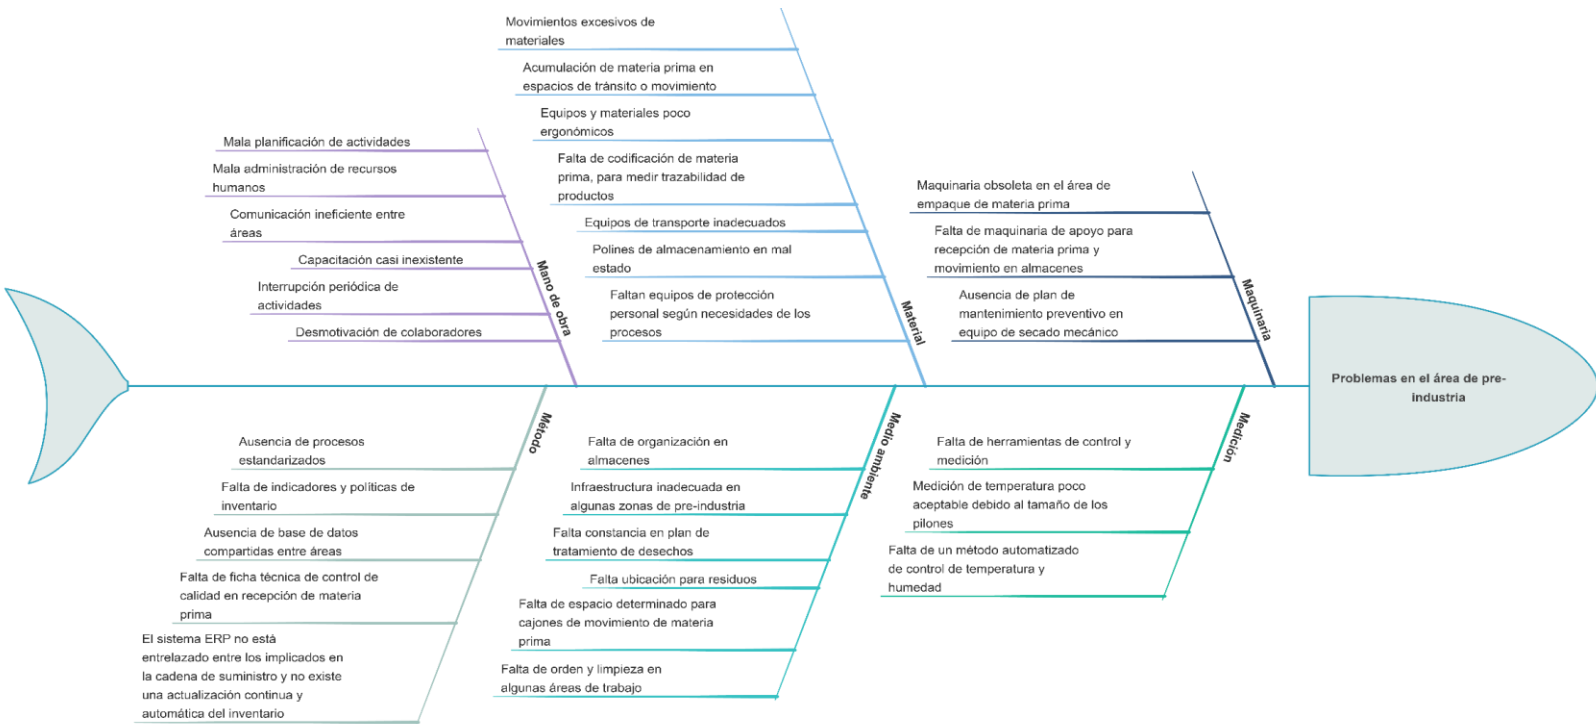 Mala planificación de actividades
Mala administración de recursos
humanos
Comunicación ineficiente entre
áreas
Capacitación casi inexistente
Interrupción periódica de
actividades
Desmotivación de colaboradores
Mano de obra
Movimientos excesivos de
materiales
Acumulación de materia prima en
espacios de tránsito o movimiento
Equipos y materiales poco
ergonómicos
Falta de codificación de materia
prima, para medir trazabilidad de
productos
Equipos de transporte inadecuados
Polines de almacenamiento en mal
estado
Faltan equipos de protección
personal según necesidades de los
procesos
Material
Maquinaria obsoleta en el área de
empaque de materia prima
Falta de maquinaria de apoyo para
recepción de materia prima y
movimiento en almacenes
Ausencia de plan de
mantenimiento preventivo en
equipo de secado mecánico
Maquinaria
Problemas en el área de pre-
industria
Método
Ausencia de procesos
estandarizados
Falta de indicadores y políticas de
inventario
Ausencia de base de datos
compartidas entre áreas
Falta de ficha técnica de control de
calidad en recepción de materia
prima
El sistema ERP no está
entrelazado entre los implicados en
la cadena de suministro y no existe
una actualización continua y
automática del inventario
Medio ambiente
Falta de organización en
almacenes
Infraestructura inadecuada en
algunas zonas de pre-industria
Falta constancia en plan de
tratamiento de desechos
Falta ubicación para residuos
Falta de espacio determinado para
cajones de movimiento de materia
prima
Falta de orden y limpieza en
algunas áreas de trabajo
Medición
Falta de herramientas de control y
medición
Medición de temperatura poco
aceptable debido al tamaño de los
pilones
Falta de un método automatizado
de control de temperatura y
humedad